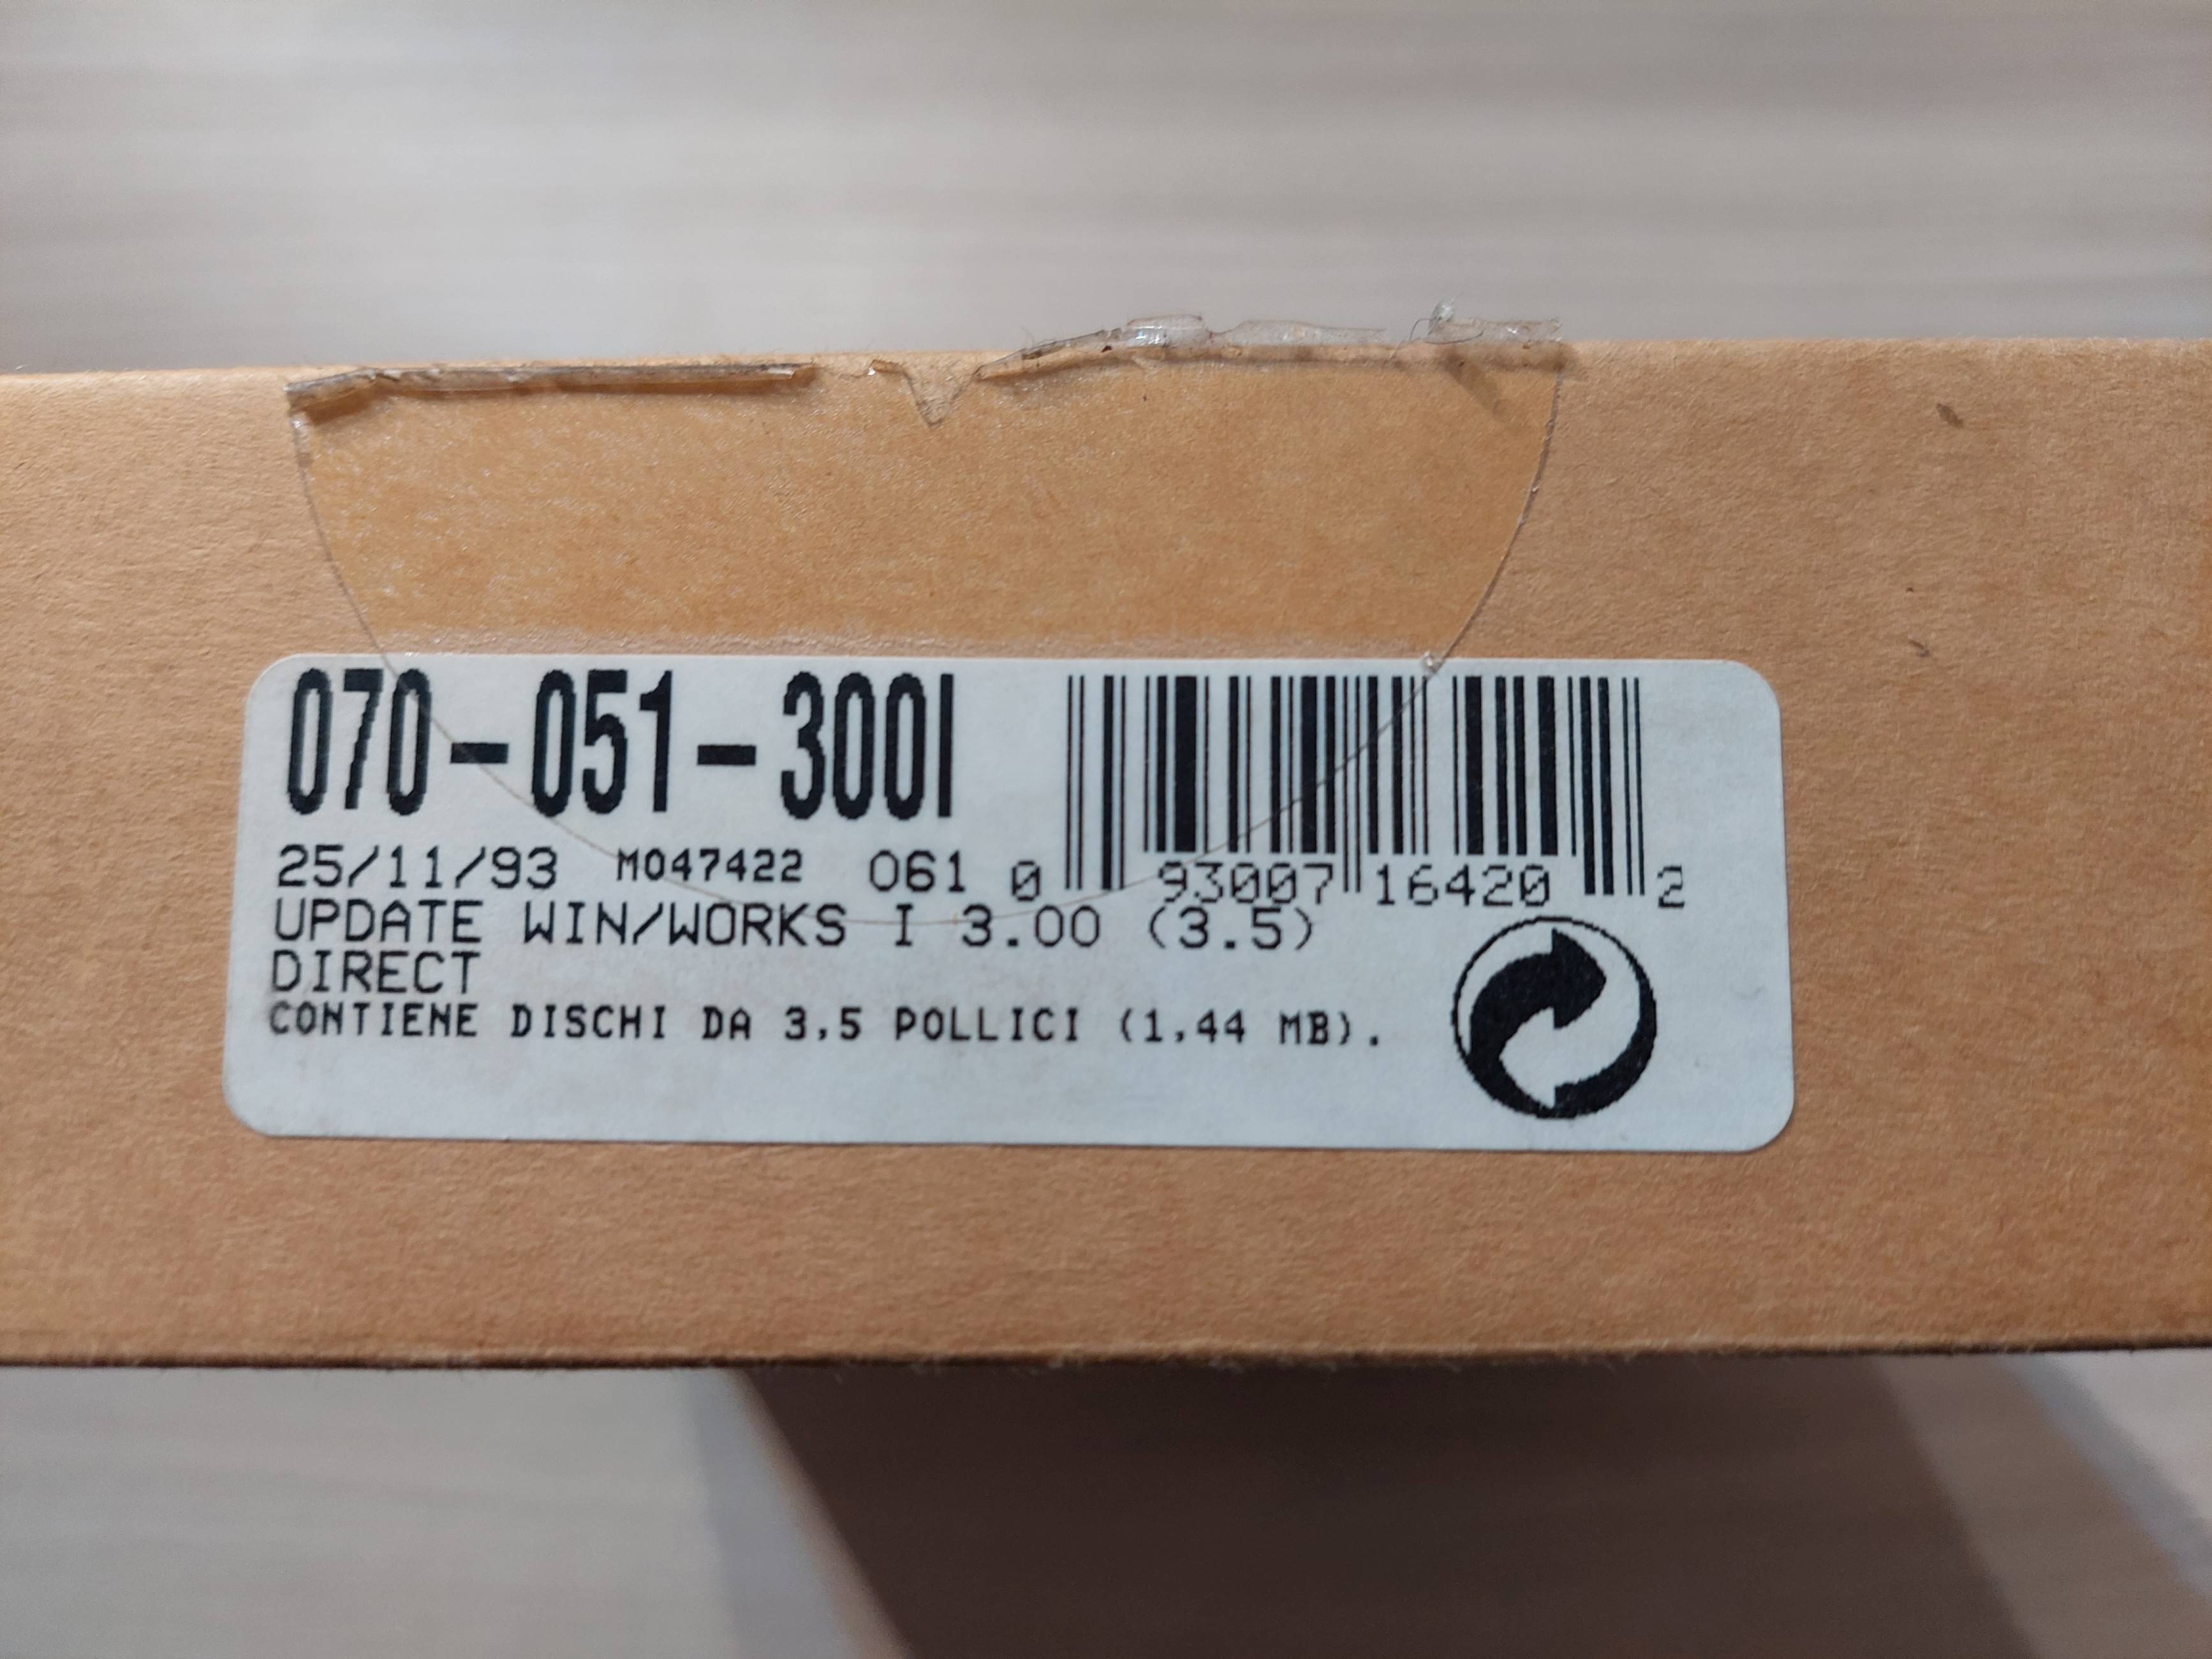 070-051-300I
25/11/93 M047422 061 0 93007 16420 2
UPDATE WIN/WORKS I 3.00 (3.5)
DIRECT
CONTIENE DISCHI DA 3,5 POLLICI (1,44 MB).